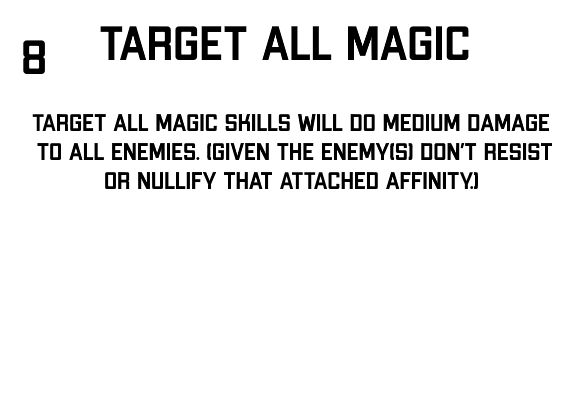 8
TARGET ALL MAGIC
TARGET ALL MAGIC SKILLS WILL DO MEDIUM DAMAGE
TO ALL ENEMIES. (GIVEN THE ENEMY(S) DON'T RESIST
OR NULLIFY THAT ATTACHED AFFINITY.)